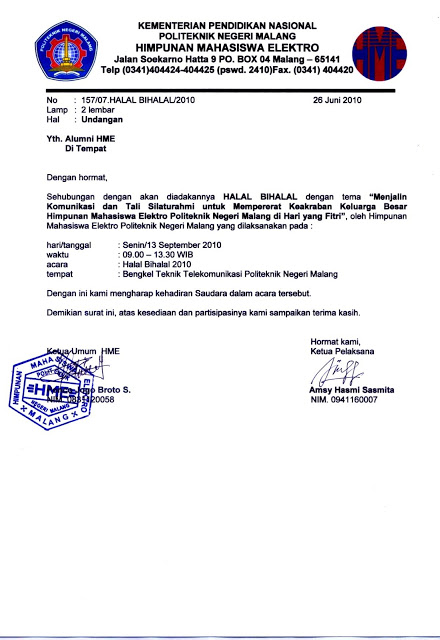 KEMENTERIAN PENDIDIKAN NASIONAL
POLITEKNIK NEGERI MALANG
HIMPUNAN MAHASISWA ELEKTRO
Jalan Soekarno Hatta 9 PO. BOX 04 Malang – 65141
Telp (0341)404424-404425 (pswd. 2410)Fax. (0341) 404420
POLITEKNIK NEGERI MALANG
HME
No : 157/07.HALAL BIHALAL/2010 26 Juni 2010
Lamp : 2 lembar
Hal : Undangan
Yth. Alumni HME
Di Tempat
Dengan hormat,
Sehubungan dengan akan diadakannya HALAL BIHALAL dengan tema “Menjalin
Komunikasi dan Tali Silaturahmi untuk Mempererat Keakraban Keluarga Besar
Himpunan Mahasiswa Elektro Politeknik Negeri Malang di Hari yang Fitri”, oleh Himpunan
Mahasiswa Elektro Politeknik Negeri Malang yang dilaksanakan pada :
hari/tanggal : Senin/13 September 2010
waktu : 09.00 – 13.30 WIB
acara : Halal Bihalal 2010
tempat : Bengkel Teknik Telekomunikasi Politeknik Negeri Malang
Dengan ini kami mengharap kehadiran Saudara dalam acara tersebut.
Demikian surat ini, atas kesediaan dan partisipasinya kami sampaikan terima kasih.
Hormat kami,
Ketua Umum HME Ketua Pelaksana
HIMPUNAN MAHASISWA ELEKTRO
HME
NEGERI MALANG
MALANG
Broto S. Amsy Hasmi Sasmita
NIM. NIM. 0941160007